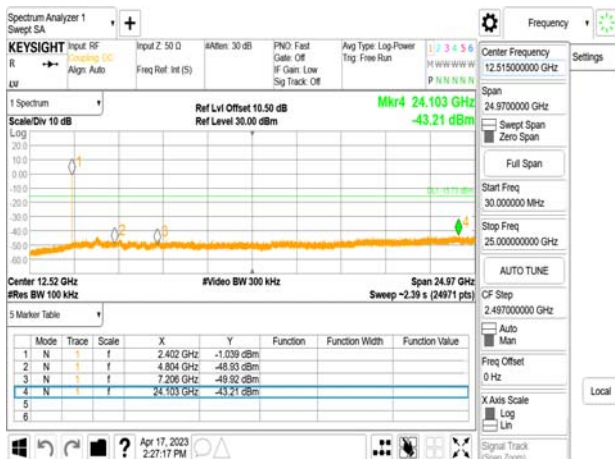 Spectrum Analyzer 1
Swept SA
Frequency
KEYSIGHT
Input: RF
Coupling: DC
Align: Auto
R
Input Z: 50 Ω
Freq Ref: Int (S)
#Atten: 30 dB
PNO: Fast
Gate: Off
IF Gain: Low
Sig Track: Off
Avg Type: Log-Power
Trig: Free Run
1 2 3 4 5 6
M W W W W W
P N N N N N
1 Spectrum
Scale/Div 10 dB
Ref Lvl Offset 10.50 dB
Ref Level 30.00 dBm
Mkr4 24.103 GHz
-43.21 dBm
Log
20.0
10.0
0.00
-10.0
-20.0
-30.0
-40.0
-50.0
-60.0
1
2
3
4
Center 12.52 GHz
#Res BW 100 kHz
#Video BW 300 kHz
Span 24.97 GHz
Sweep ~2.39 s (24971 pts)
5 Marker Table
Mode Trace Scale X Y Function Function Width Function Value
1 N 1 f 2.402 GHz -1.039 dBm
2 N 1 f 4.804 GHz -48.93 dBm
3 N 1 f 7.206 GHz -49.92 dBm
4 N 1 f 24.103 GHz -43.21 dBm
5
6
Apr 17, 2023
2:27:17 PM
Center Frequency
12.515000000 GHz
Span
24.9700000 GHz
Swept Span
Zero Span
Full Span
Start Freq
30.000000 MHz
Stop Freq
25.000000000 GHz
AUTO TUNE
CF Step
2.497000000 GHz
Auto
Man
Freq Offset
0 Hz
X Axis Scale
Log
Lin
Signal Track
(Span Zoom)
Settings
Local